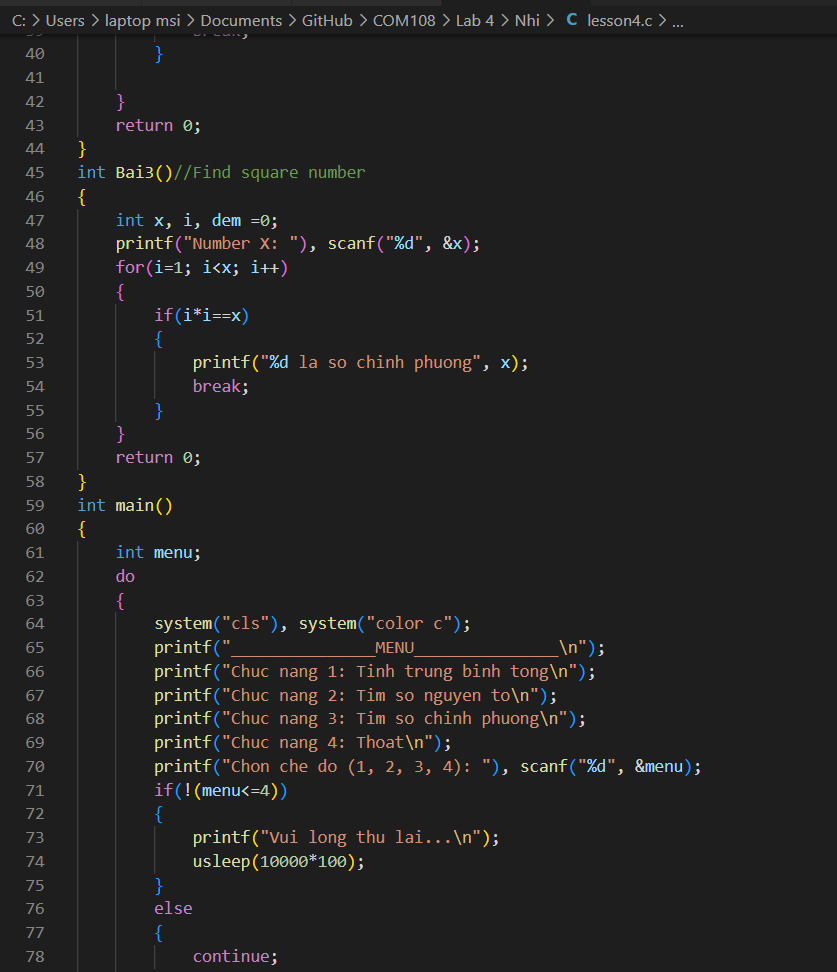 C: > Users > laptop msi > Documents > GitHub > COM108 > Lab 4 > Nhi > C lesson4.c > ...
40 }
41
42 }
43 return 0;
44 }
45 int Bai3()//Find square number
46 {
47 int x, i, dem =0;
48 printf("Number X: "), scanf("%d", &x);
49 for(i=1; i<x; i++)
50 {
51 if(i*i==x)
52 {
53 printf("%d la so chinh phuong", x);
54 break;
55 }
56 }
57 return 0;
58 }
59 int main()
60 {
61 int menu;
62 do
63 {
64 system("cls"), system("color c");
65 printf("_______________MENU_______________\n");
66 printf("Chuc nang 1: Tinh trung binh tong\n");
67 printf("Chuc nang 2: Tim so nguyen to\n");
68 printf("Chuc nang 3: Tim so chinh phuong\n");
69 printf("Chuc nang 4: Thoat\n");
70 printf("Chon che do (1, 2, 3, 4): "), scanf("%d", &menu);
71 if(!(menu<=4))
72 {
73 printf("Vui long thu lai...\n");
74 usleep(10000*100);
75 }
76 else
77 {
78 continue;